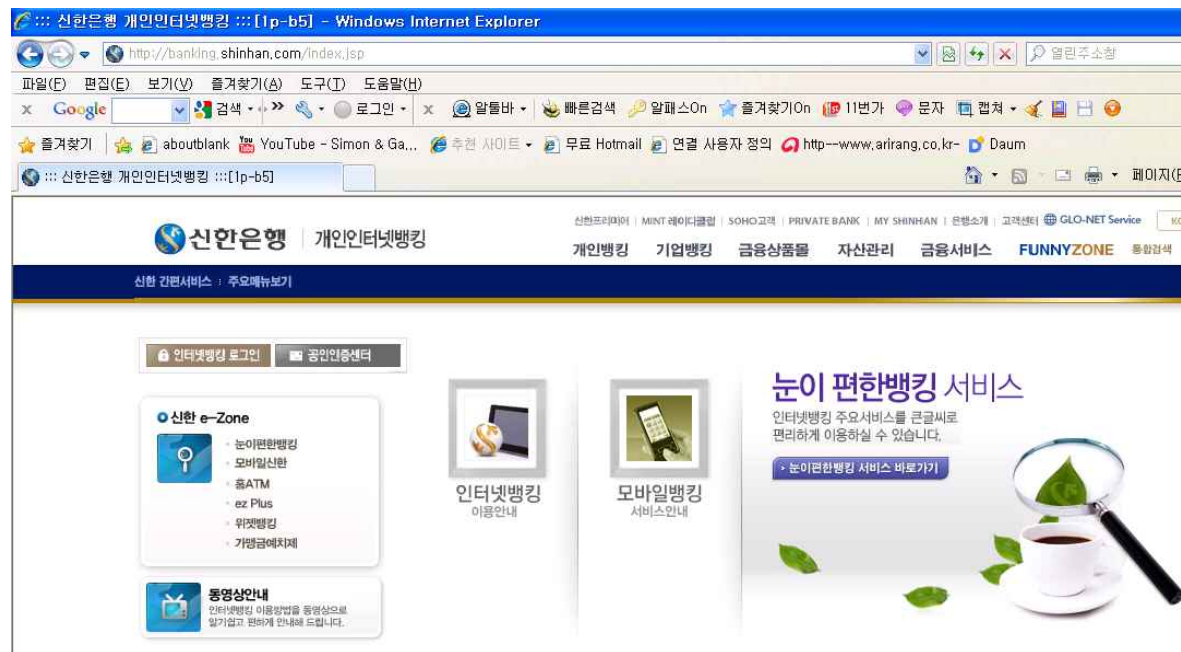 ::: 신한은행 개인인터넷뱅킹 :::[1p-b5] - Windows Internet Explorer
http://banking.shinhan.com/index.jsp 열린주소창
파일(F) 편집(E) 보기(V) 즐겨찾기(A) 도구(T) 도움말(H)
x Google 검색 로그인 x 알툴바 빠른검색 알패스On 즐겨찾기On 11번가 문자 캡쳐
즐겨찾기 aboutblank YouTube - Simon & Ga... 추천 사이트 무료 Hotmail 연결 사용자 정의 http--www.arirang.co.kr- Daum
::: 신한은행 개인인터넷뱅킹 :::[1p-b5] 페이지(
신한프리미어 MINT 레이디클럽 SOHO고객 PRIVATE BANK MY SHINHAN 은행소개 고객센터 GLO-NET Service KO
신한은행 개인인터넷뱅킹
개인뱅킹 기업뱅킹 금융상품몰 자산관리 금융서비스 FUNNYZONE 통합검색
신한 간편서비스 : 주요메뉴보기
인터넷뱅킹 로그인 공인인증센터
신한 e-Zone
눈이편한뱅킹
모바일신한
홈ATM
ez Plus
위젯뱅킹
가맹금예치제
동영상안내
인터넷뱅킹 이용방법을 동영상으로
알기쉽고 편하게 안내해 드립니다.
인터넷뱅킹
이용안내
모바일뱅킹
서비스안내
눈이 편한뱅킹 서비스
인터넷뱅킹 주요서비스를 큰글씨로
편리하게 이용하실 수 있습니다.
눈이편한뱅킹 서비스 바로가기